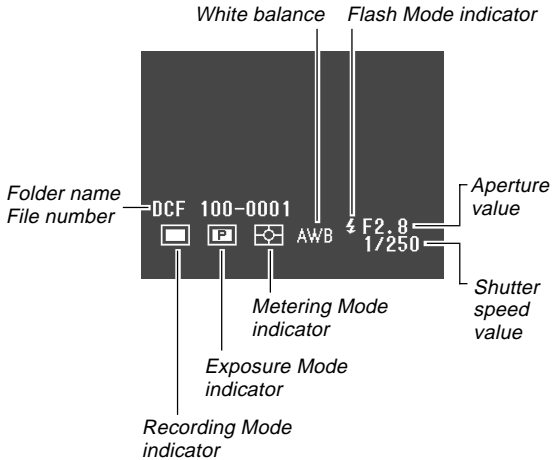 White balance
Flash Mode indicator
Folder name
File number
DCF 100-0001
P
AWB
F2.8
1/250
Aperture
value
Shutter
speed
value
Metering Mode
indicator
Exposure Mode
indicator
Recording Mode
indicator